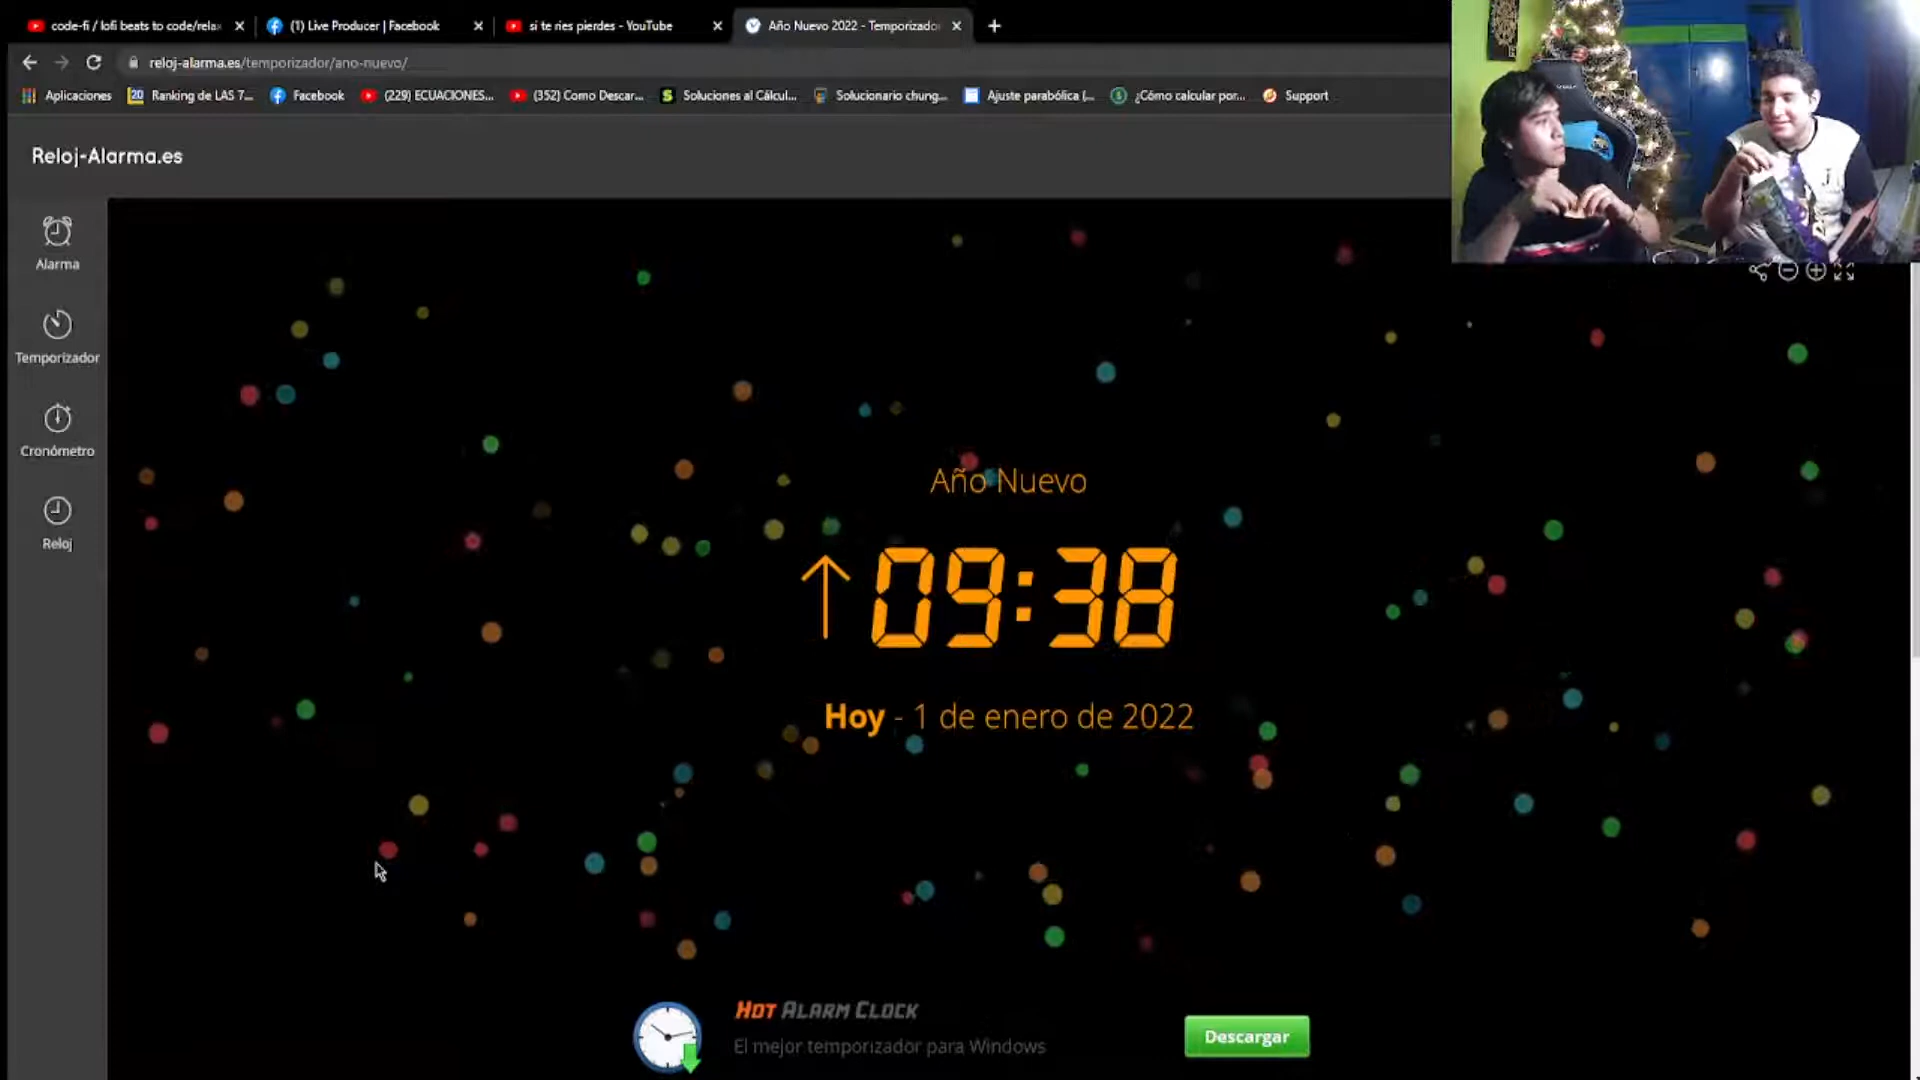 code-fi / lofi beats to code/rela
(1) Live Producer | Facebook
si te ries pierdes - YouTube
Año Nuevo 2022 - Temporizado
reloj-alarma.es/temporizador/ano-nuevo/
Aplicaciones
Ranking de LAS 7...
Facebook
(229) ECUACIONES...
(352) Como Descar...
Soluciones al Cálcul...
Solucionario chung...
Ajuste parabólica (...
¿Cómo calcular por...
Support
Reloj-Alarma.es
Alarma
Temporizador
Cronómetro
Reloj
Año Nuevo
↑ 09:38
Hoy - 1 de enero de 2022
HOT ALARM CLOCK
El mejor temporizador para Windows
Descargar